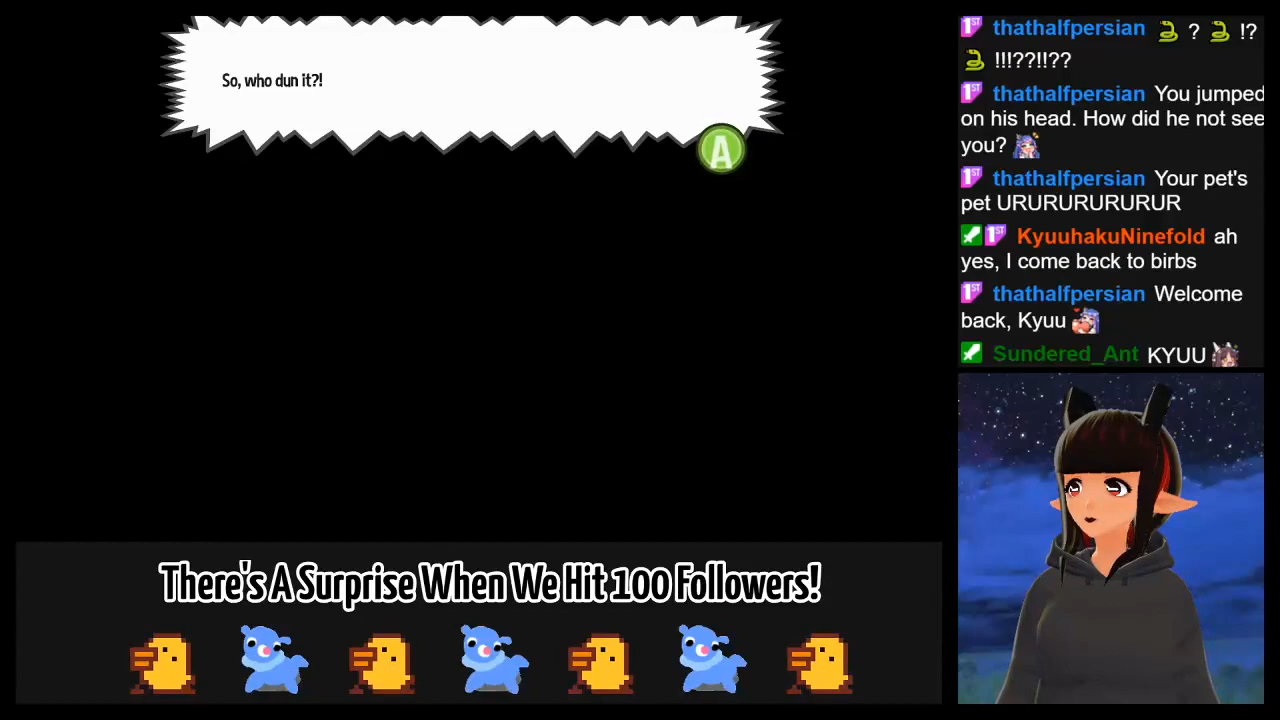 So, who dun it?!
A
thathalfpersian 🐍 ? 🐍 !?
🐍 !!!??!!??
thathalfpersian You jumped
on his head. How did he not see
you?
thathalfpersian Your pet's
pet URURURURURUR
KyuuhakuNinefold ah
yes, I come back to birbs
thathalfpersian Welcome
back, Kyuu
Sundered_Ant KYUU
There's A Surprise When We Hit 100 Followers!